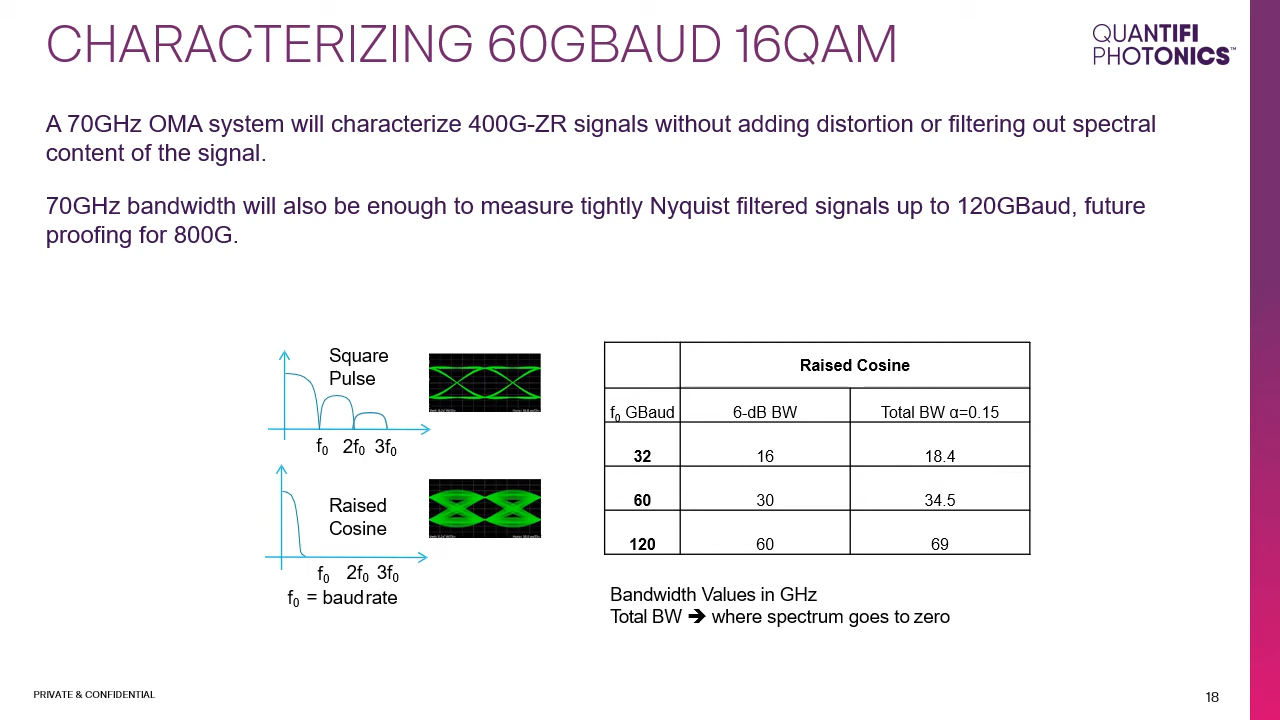 CHARACTERIZING 60GBAUD 16QAM
QUANTIFI
PHOTONICS™
A 70GHz OMA system will characterize 400G-ZR signals without adding distortion or filtering out spectral
content of the signal.
70GHz bandwidth will also be enough to measure tightly Nyquist filtered signals up to 120GBaud, future
proofing for 800G.
Square
Pulse
f₀ 2f₀ 3f₀
Raised
Cosine
f₀ 2f₀ 3f₀
f₀ = baudrate
Raised Cosine
f₀ GBaud 6-dB BW Total BW α=0.15
32 16 18.4
60 30 34.5
120 60 69
Bandwidth Values in GHz
Total BW ➔ where spectrum goes to zero
PRIVATE & CONFIDENTIAL
18